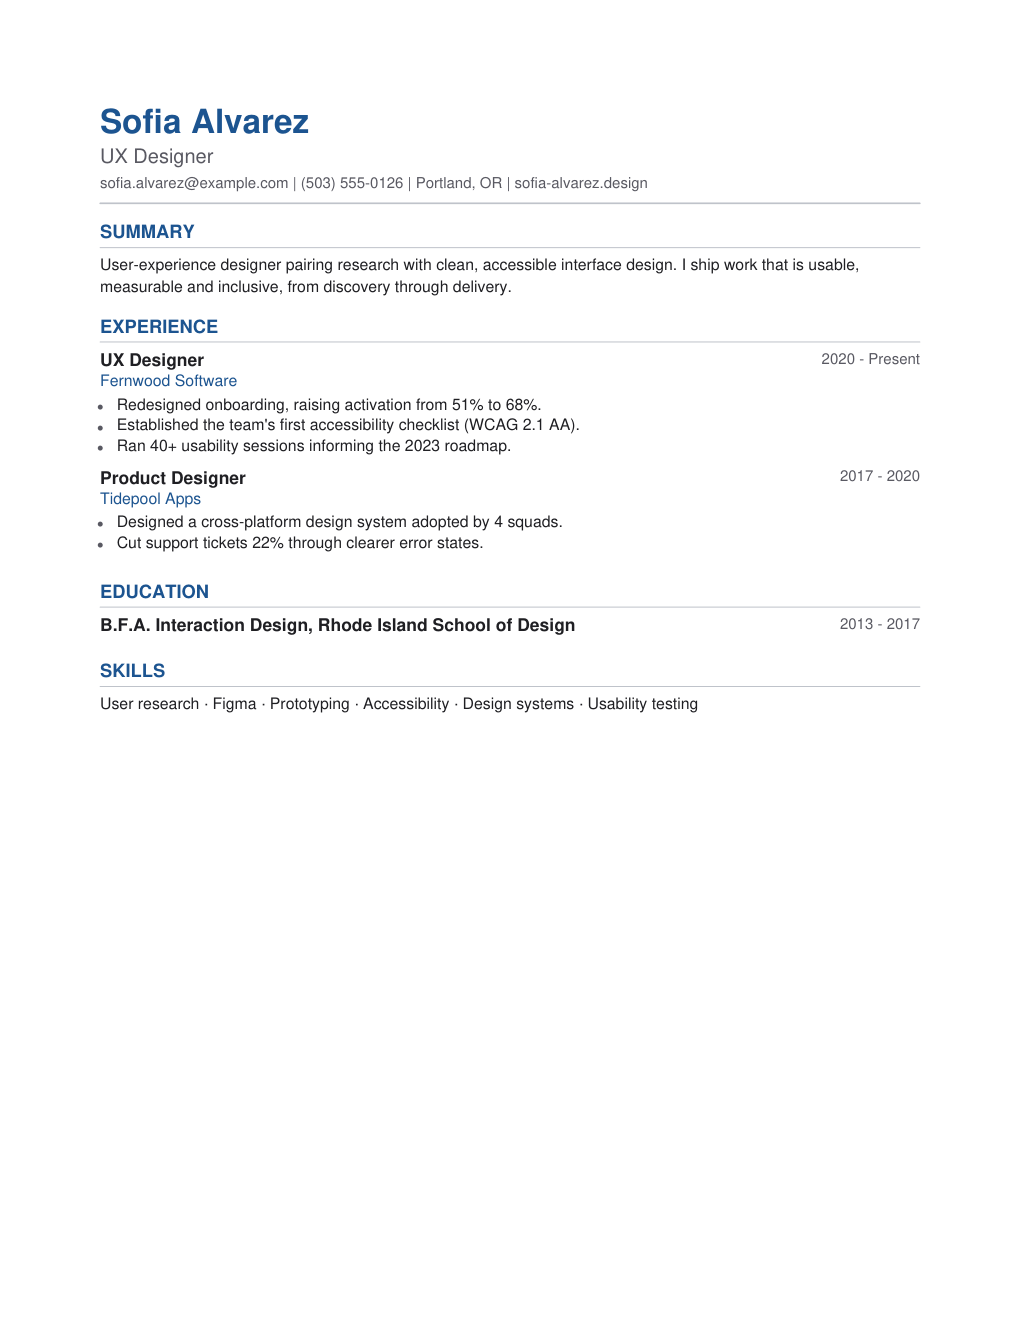 Sofia Alvarez
UX Designer
sofia.alvarez@example.com | (503) 555-0126 | Portland, OR | sofia-alvarez.design
SUMMARY
User-experience designer pairing research with clean, accessible interface design. I ship work that is usable,
measurable and inclusive, from discovery through delivery.
EXPERIENCE
UX Designer 2020 - Present
Fernwood Software
• Redesigned onboarding, raising activation from 51% to 68%.
• Established the team's first accessibility checklist (WCAG 2.1 AA).
• Ran 40+ usability sessions informing the 2023 roadmap.
Product Designer 2017 - 2020
Tidepool Apps
• Designed a cross-platform design system adopted by 4 squads.
• Cut support tickets 22% through clearer error states.
EDUCATION
B.F.A. Interaction Design, Rhode Island School of Design 2013 - 2017
SKILLS
User research · Figma · Prototyping · Accessibility · Design systems · Usability testing